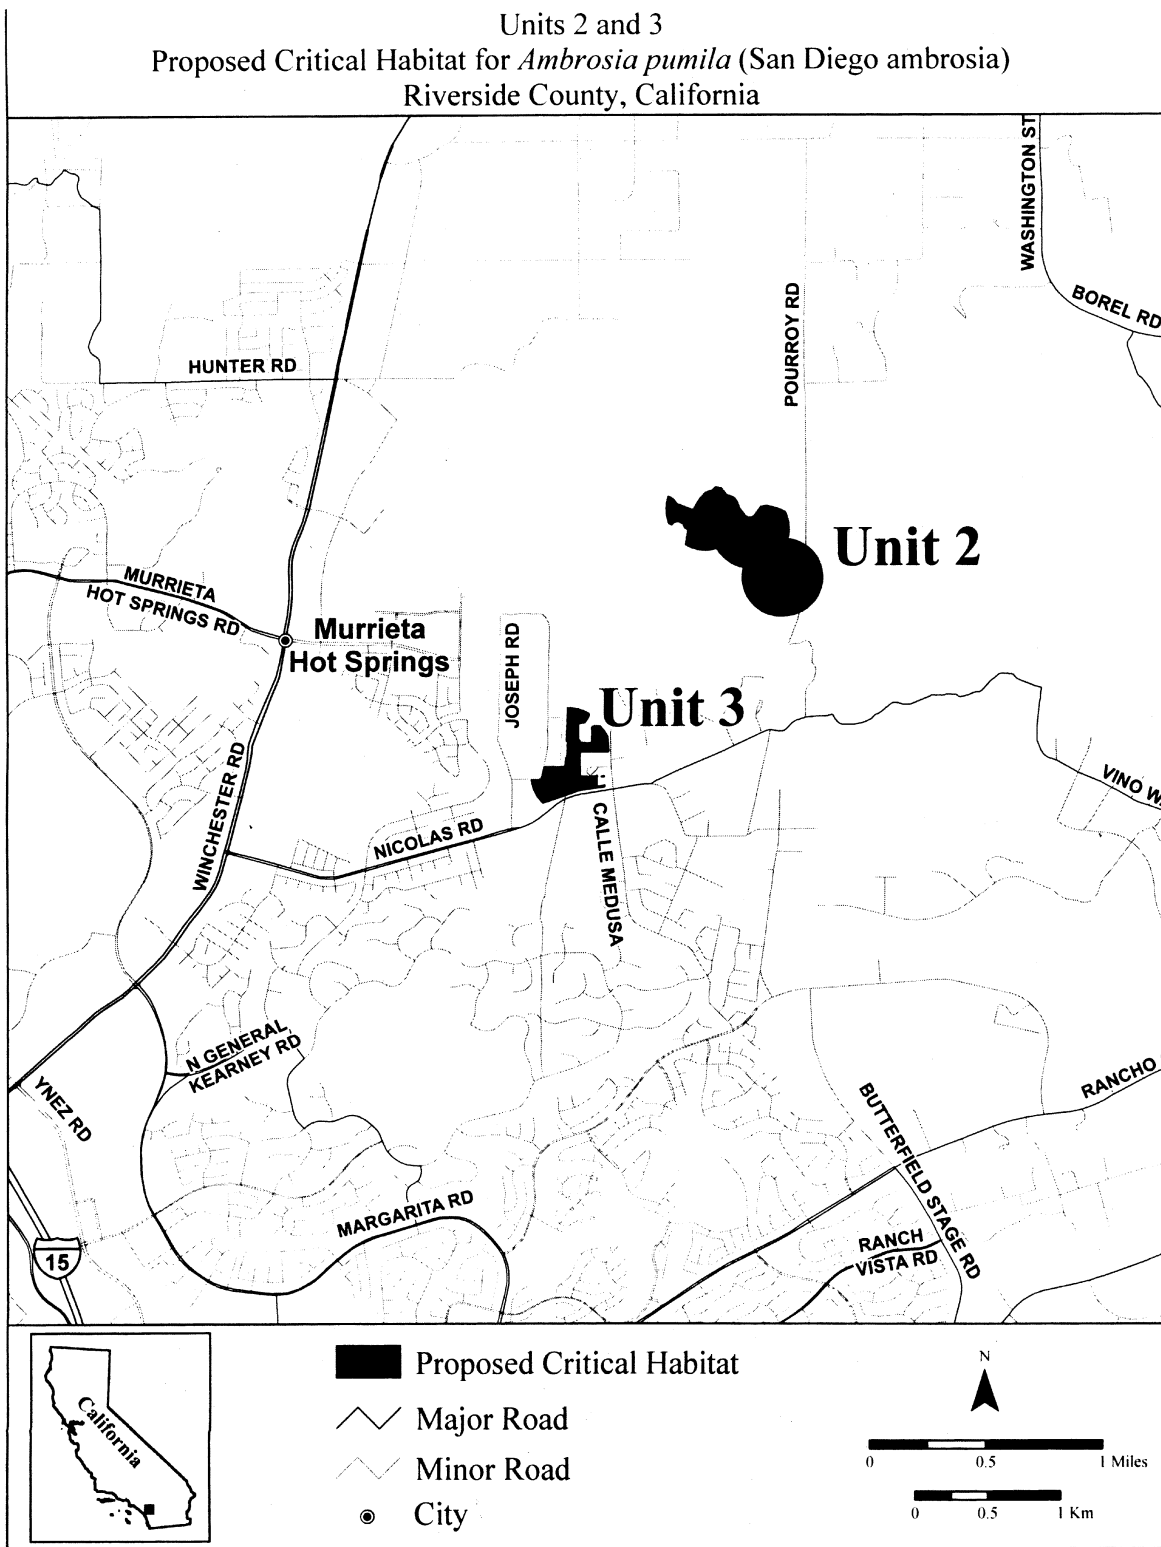 Units 2 and 3
Proposed Critical Habitat for Ambrosia pumila (San Diego ambrosia)
Riverside County, California
WASHINGTON ST
BOREL RD
POURROY RD
HUNTER RD
Unit 2
MURRIETA
HOT SPRINGS RD
Murrieta
Hot Springs
JOSEPH RD
Unit 3
WINCHESTER RD
NICOLAS RD
CALLE MEDUSA
VINO W
N GENERAL
KEARNEY RD
YNEZ RD
RANCHO
BUTTERFIELD STAGE RD
MARGARITA RD
RANCH
VISTA RD
15
California
Proposed Critical Habitat
Major Road
Minor Road
City
N
0 0.5 1 Miles
0 0.5 1 Km